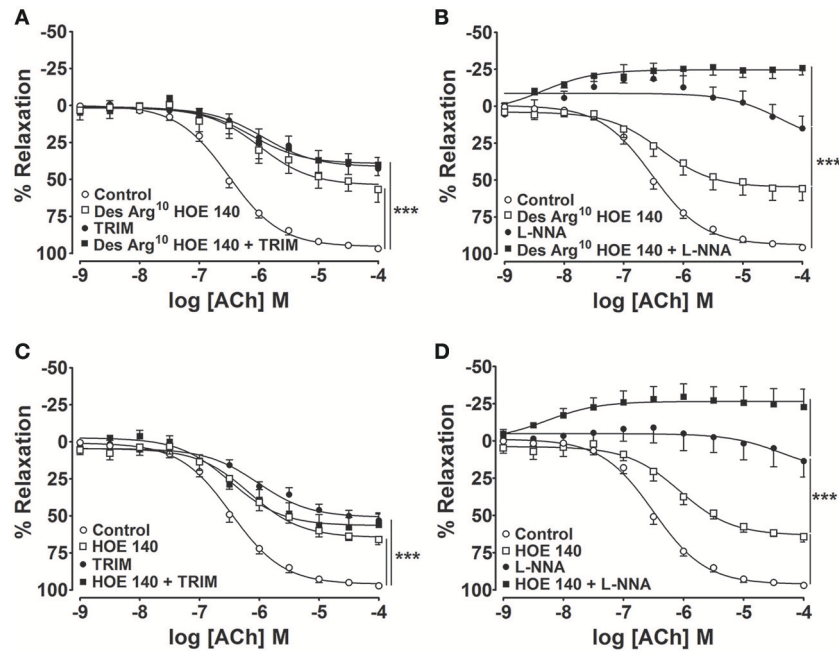 A
-50
-25
0
25
50
75
100
% Relaxation
Control
Des Arg10 HOE 140
TRIM
Des Arg10 HOE 140 + TRIM
***
-9 -8 -7 -6 -5 -4
log [ACh] M
B
-50
-25
0
25
50
75
100
% Relaxation
Control
Des Arg10 HOE 140
L-NNA
Des Arg10 HOE 140 + L-NNA
***
-9 -8 -7 -6 -5 -4
log [ACh] M
C
-50
-25
0
25
50
75
100
% Relaxation
Control
HOE 140
TRIM
HOE 140 + TRIM
***
-9 -8 -7 -6 -5 -4
log [ACh] M
D
-50
-25
0
25
50
75
100
% Relaxation
Control
HOE 140
L-NNA
HOE 140 + L-NNA
***
-9 -8 -7 -6 -5 -4
log [ACh] M